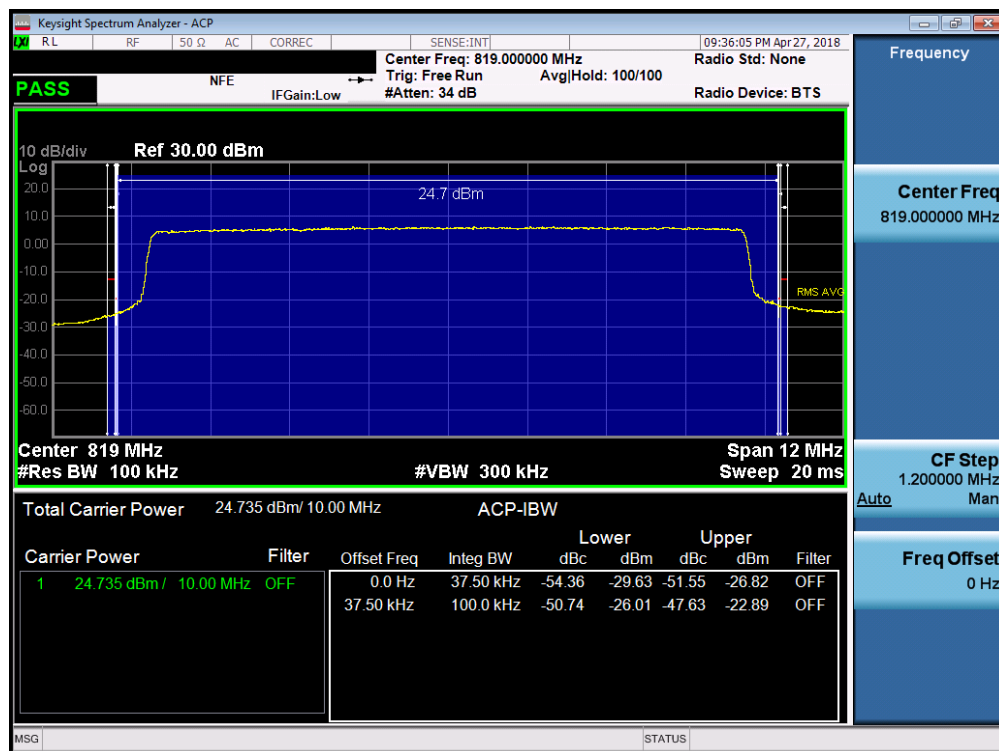 Keysight Spectrum Analyzer - ACP
LXI RL RF 50 Ω AC CORREC SENSE:INT 09:36:05 PM Apr 27, 2018
Center Freq: 819.000000 MHz Radio Std: None
NFE Trig: Free Run Avg|Hold: 100/100
PASS IFGain:Low #Atten: 34 dB Radio Device: BTS
10 dB/div Ref 30.00 dBm
Log
20.0
10.0
0.00
-10.0
-20.0
-30.0
-40.0
-50.0
-60.0
24.7 dBm
RMS AVG
Center 819 MHz Span 12 MHz
#Res BW 100 kHz #VBW 300 kHz Sweep 20 ms
Total Carrier Power 24.735 dBm/ 10.00 MHz ACP-IBW
Lower Upper
Carrier Power Filter Offset Freq Integ BW dBc dBm dBc dBm Filter
1 24.735 dBm / 10.00 MHz OFF 0.0 Hz 37.50 kHz -54.36 -29.63 -51.55 -26.82 OFF
37.50 kHz 100.0 kHz -50.74 -26.01 -47.63 -22.89 OFF
MSG STATUS
Frequency
Center Freq
819.000000 MHz
CF Step
1.200000 MHz
Auto Man
Freq Offset
0 Hz